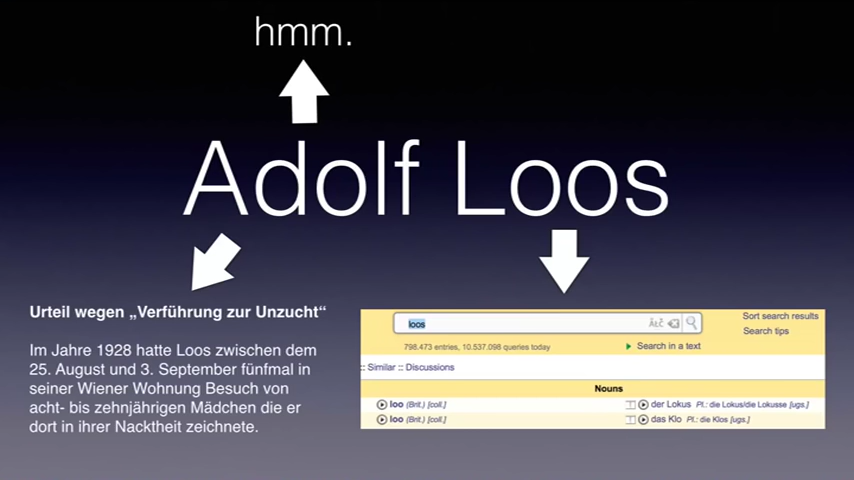 hmm.
Adolf Loos
Urteil wegen „Verführung zur Unzucht“
Im Jahre 1928 hatte Loos zwischen dem
25. August und 3. September fünfmal in
seiner Wiener Wohnung Besuch von
acht- bis zehnjährigen Mädchen die er
dort in ihrer Nacktheit zeichnete.
loos
Sort search results
Search tips
798.473 entries, 10.537.098 queries today
Search in a text
:: Similar :: Discussions
Nouns
loo (Brit.) [coll.] der Lokus Pl.: die Lokus/die Lokusse [ugs.]
loo (Brit.) [coll.] das Klo Pl.: die Klos [ugs.]